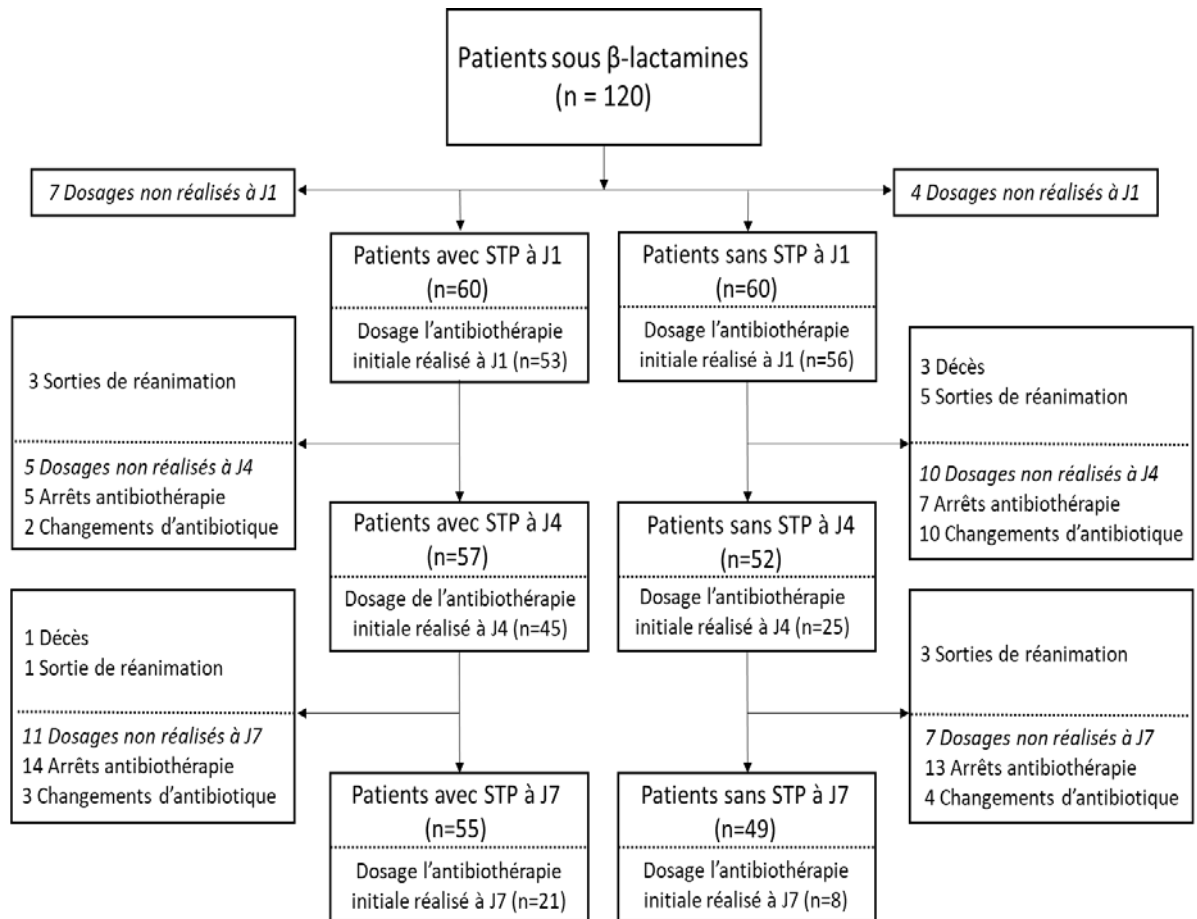 Patients sous β-lactamines
(n = 120)
7 Dosages non réalisés à J1
4 Dosages non réalisés à J1
Patients avec STP à J1
(n=60)
Dosage l’antibiothérapie
initiale réalisé à J1 (n=53)
Patients sans STP à J1
(n=60)
Dosage l’antibiothérapie
initiale réalisé à J1 (n=56)
3 Sorties de réanimation
5 Dosages non réalisés à J4
5 Arrêts antibiothérapie
2 Changements d’antibiotique
3 Décès
5 Sorties de réanimation
10 Dosages non réalisés à J4
7 Arrêts antibiothérapie
10 Changements d’antibiotique
Patients avec STP à J4
(n=57)
Dosage de l’antibiothérapie
initiale réalisé à J4 (n=45)
Patients sans STP à J4
(n=52)
Dosage l’antibiothérapie
initiale réalisé à J4 (n=25)
1 Décès
1 Sortie de réanimation
11 Dosages non réalisés à J7
14 Arrêts antibiothérapie
3 Changements d’antibiotique
3 Sorties de réanimation
7 Dosages non réalisés à J7
13 Arrêts antibiothérapie
4 Changements d’antibiotique
Patients avec STP à J7
(n=55)
Dosage l’antibiothérapie
initiale réalisé à J7 (n=21)
Patients sans STP à J7
(n=49)
Dosage l’antibiothérapie
initiale réalisé à J7 (n=8)